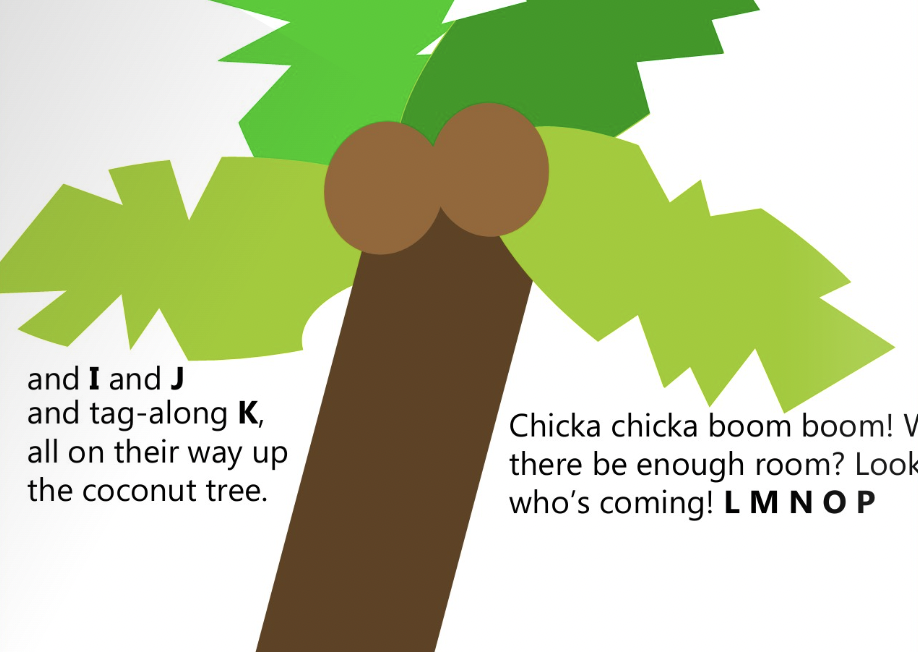 and I and J
and tag-along K,
all on their way up
the coconut tree.
Chicka chicka boom boom!
there be enough room? Look
who’s coming! L M N O P